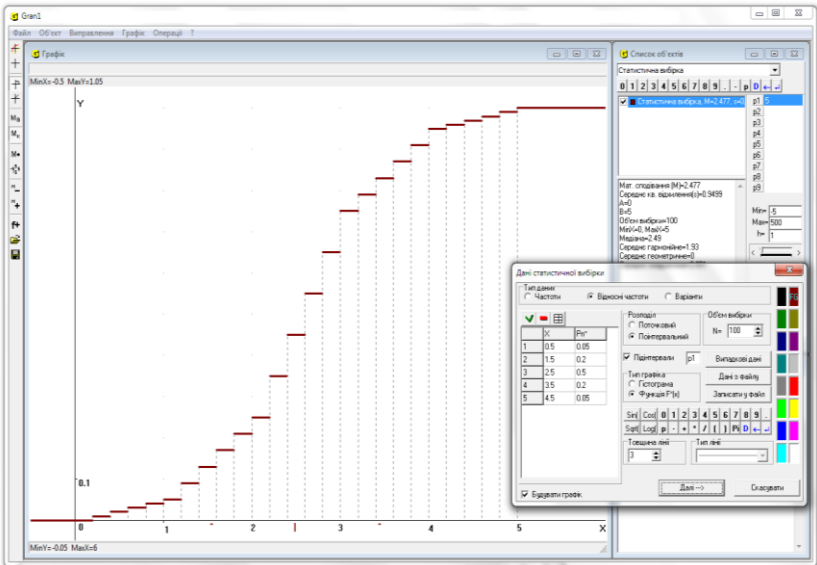 Gran1
Файл Об'єкт Виправлення Графік Операції ?
Графік
MinX=-0.5 MaxY=1.05
Y
0.1
0 1 2 3 4 5 X
MinY=-0.05 MaxX=6
Список об'єктів
Статистична вибірка
0 1 2 3 4 5 6 7 8 9 . - p D
Статистична вибірка, M=2.477, s=0.
p1 5
p2
p3
p4
p5
p6
p7
p8
p9
Мат. сподівання (M)=2.477
Середнє кв. відхилення(s)=0.9499
A=0
B=5
Об'єм вибірки=100
MinX=0, MaxX=5
Медіана=2.49
Середнє гармонійне=1.93
Середнє геометричне=0
Min= -5
Max= 500
h= 1
Дані статистичної вибірки
Тип даних
Частоти Відносні частоти Варіанти
X Pn*
1 0.5 0.05
2 1.5 0.2
3 2.5 0.5
4 3.5 0.2
5 4.5 0.05
Розподіл
Поточковий
Поінтервальний
Об'єм вибірки
N= 100
Підінтервали p1
Випадкові дані
Тип графіка
Гістограма
Функція F*(x)
Дані з файлу
Записати у файл
Sin( Cos( 0 1 2 3 4 5 6 7 8 9 .
Sqrt( Log( p - + * / ( ) Pi D
Товщина лінії
3
Тип лінії
Будувати графік
Далі -->
Скасувати